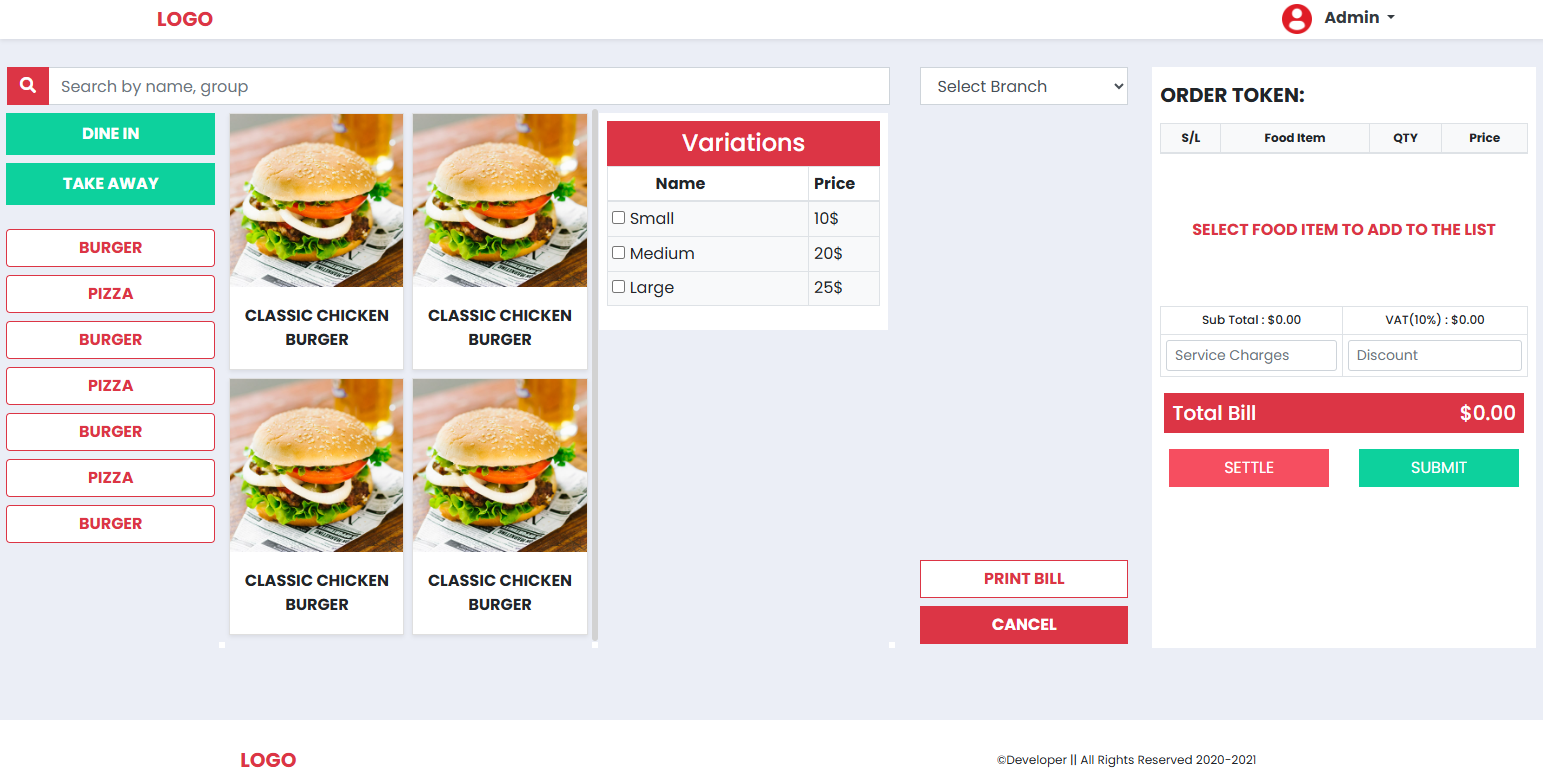 LOGO
Admin
Search by name, group
Select Branch
DINE IN
TAKE AWAY
BURGER
PIZZA
BURGER
PIZZA
BURGER
PIZZA
BURGER
CLASSIC CHICKEN
BURGER
CLASSIC CHICKEN
BURGER
CLASSIC CHICKEN
BURGER
CLASSIC CHICKEN
BURGER
Variations
Name Price
Small 10$
Medium 20$
Large 25$
PRINT BILL
CANCEL
ORDER TOKEN:
S/L Food Item QTY Price
SELECT FOOD ITEM TO ADD TO THE LIST
Sub Total : $0.00 VAT(10%) : $0.00
Service Charges Discount
Total Bill $0.00
SETTLE SUBMIT
LOGO
©Developer || All Rights Reserved 2020-2021